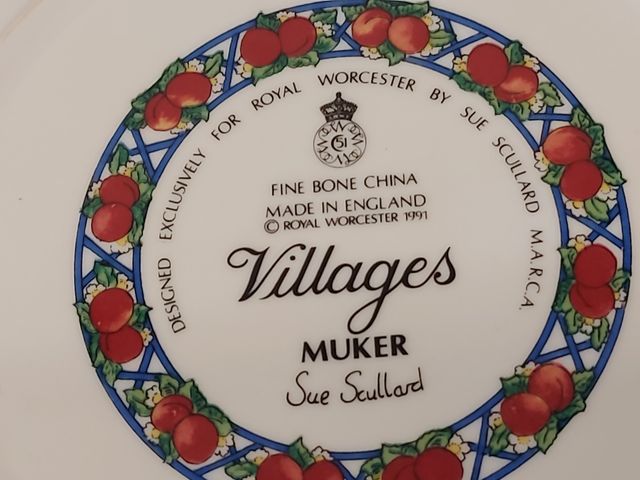 DESIGNED EXCLUSIVELY FOR ROYAL WORCESTER BY SUE SCULLARD M.A.R.C.A.
51
FINE BONE CHINA
MADE IN ENGLAND
© ROYAL WORCESTER 1991
Villages
MUKER
Sue Scullard